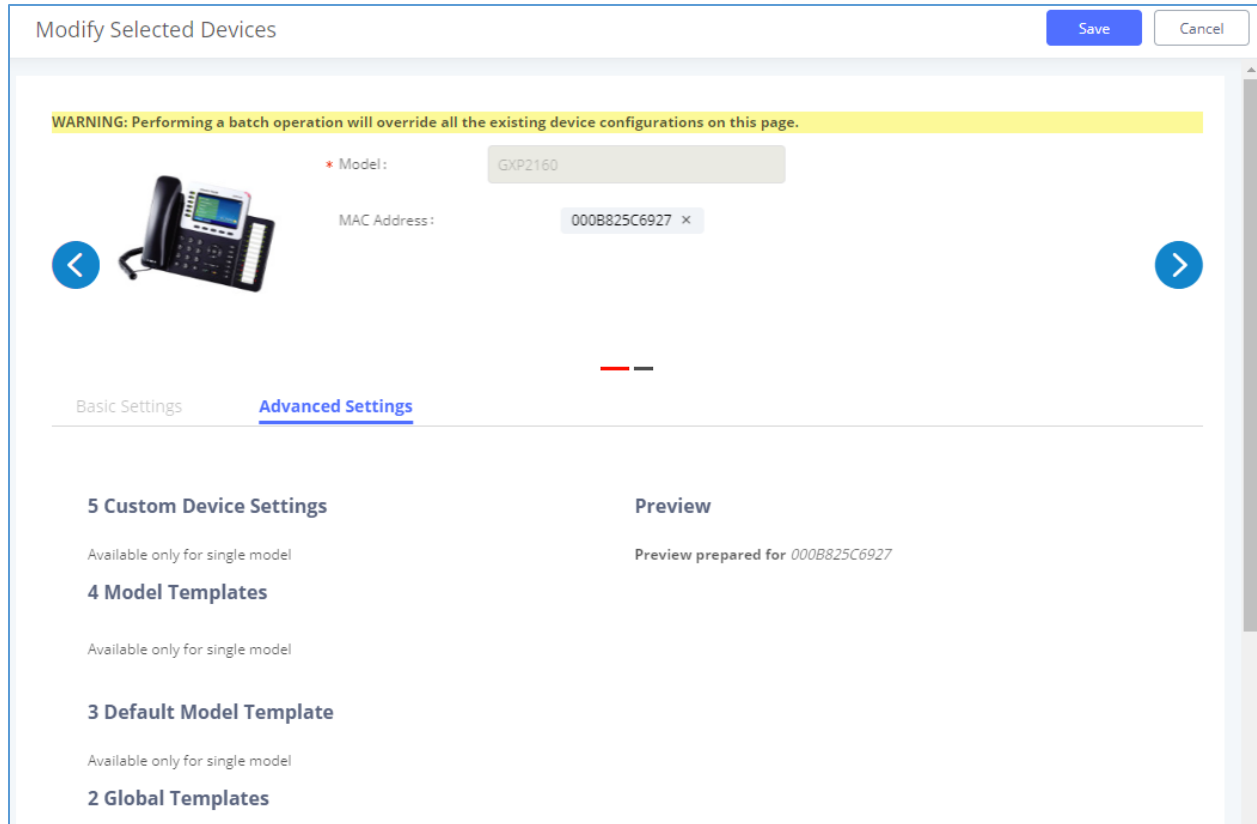 Modify Selected Devices
Save
Cancel
WARNING: Performing a batch operation will override all the existing device configurations on this page.
* Model:
GXP2160
MAC Address:
000B825C6927 ×
Basic Settings
Advanced Settings
5 Custom Device Settings
Preview
Available only for single model
Preview prepared for 000B825C6927
4 Model Templates
Available only for single model
3 Default Model Template
Available only for single model
2 Global Templates